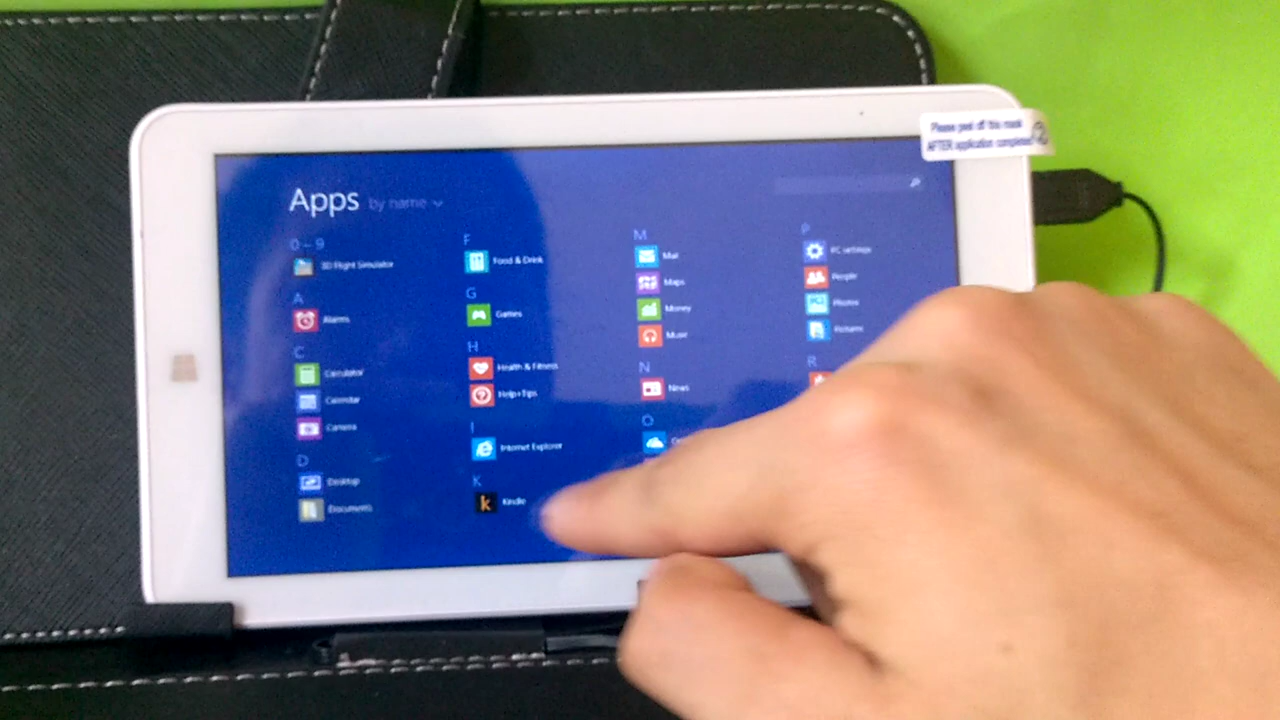 Please peel off this mask
AFTER application completed ②
Apps by name
0 – 9
3D Flight Simulator
A
Alarms
C
Calculator
Calendar
Camera
D
Desktop
Documents
F
Food & Drink
G
Games
H
Health & Fitness
Help+Tips
I
Internet Explorer
K
Kindle
M
Mail
Maps
Money
Music
N
News
O
P
PC settings
People
Photos
Pictures
R